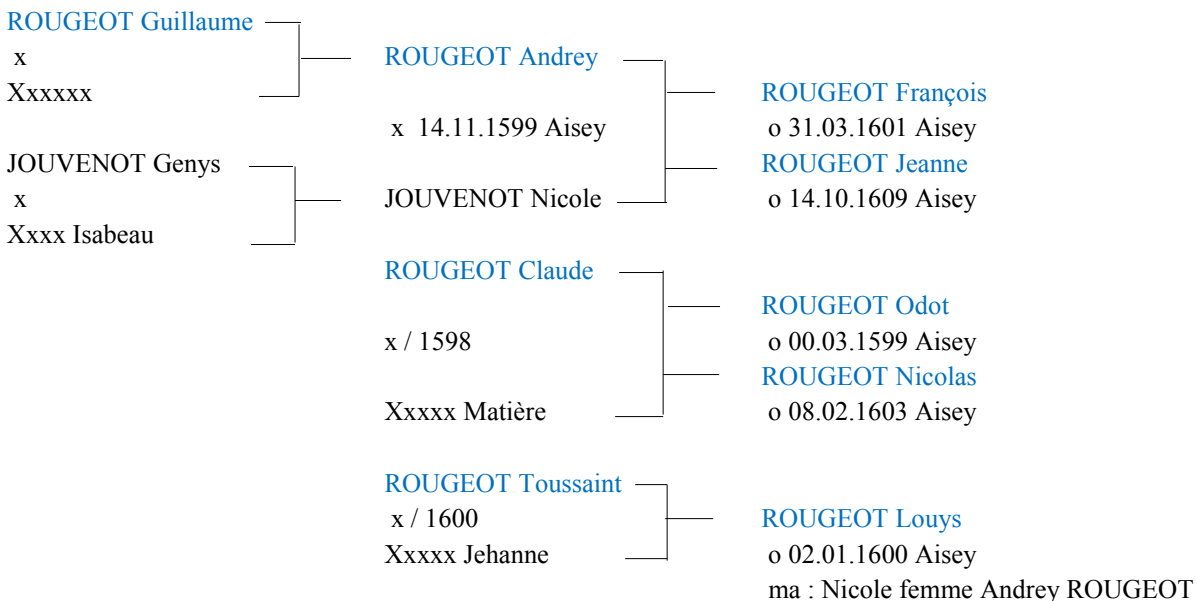 ROUGEOT Guillaume
x
Xxxxxx
ROUGEOT Andrey
x 14.11.1599 Aisey
JOUVENOT Genys
x
Xxxx Isabeau
JOUVENOT Nicole
ROUGEOT François
o 31.03.1601 Aisey
ROUGEOT Jeanne
o 14.10.1609 Aisey
ROUGEOT Claude
x / 1598
Xxxxx Matière
ROUGEOT Odot
o 00.03.1599 Aisey
ROUGEOT Nicolas
o 08.02.1603 Aisey
ROUGEOT Toussaint
x / 1600
Xxxxx Jehanne
ROUGEOT Louys
o 02.01.1600 Aisey
ma : Nicole femme Andrey ROUGEOT